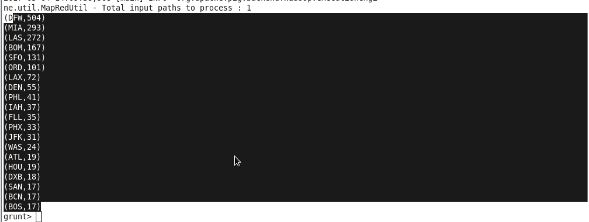 ne.util.MapRedUtil - Total input paths to process : 1
(DFW,504)
(MIA,293)
(LAS,272)
(BOM,167)
(SFO,131)
(ORD,101)
(LAX,72)
(DEN,55)
(PHL,41)
(IAH,37)
(FLL,35)
(PHX,33)
(JFK,31)
(WAS,24)
(ATL,19)
(HOU,19)
(DXB,18)
(SAN,17)
(BCN,17)
(BOS,17)
grunt>